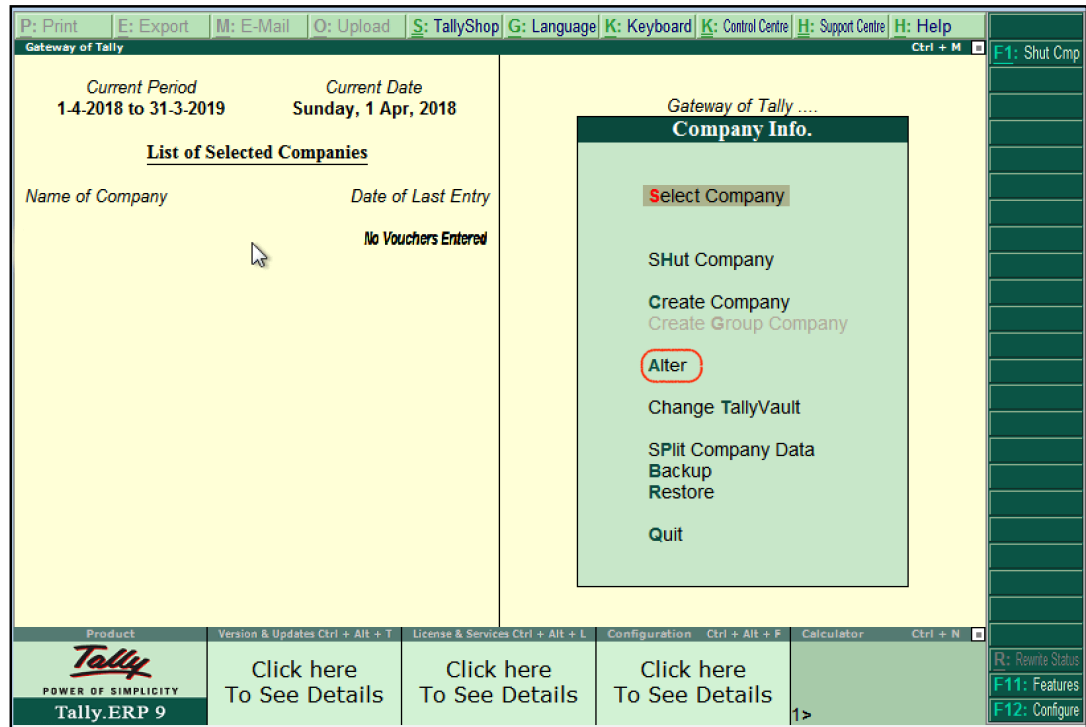 P: Print E: Export M: E-Mail O: Upload S: TallyShop G: Language K: Keyboard K: Control Centre H: Support Centre H: Help
Gateway of Tally Ctrl + M
F1: Shut Cmp
Current Period Current Date
1-4-2018 to 31-3-2019 Sunday, 1 Apr, 2018
List of Selected Companies
Name of Company Date of Last Entry
No Vouchers Entered
Gateway of Tally ....
Company Info.
Select Company
SHut Company
Create Company
Create Group Company
Alter
Change TallyVault
SPlit Company Data
Backup
Restore
Quit
Product Version & Updates Ctrl + Alt + T License & Services Ctrl + Alt + L Configuration Ctrl + Alt + F Calculator Ctrl + N
Tally
POWER OF SIMPLICITY
Tally.ERP 9
Click here
To See Details
Click here
To See Details
Click here
To See Details
1>
R: Rewrite Status
F11: Features
F12: Configure